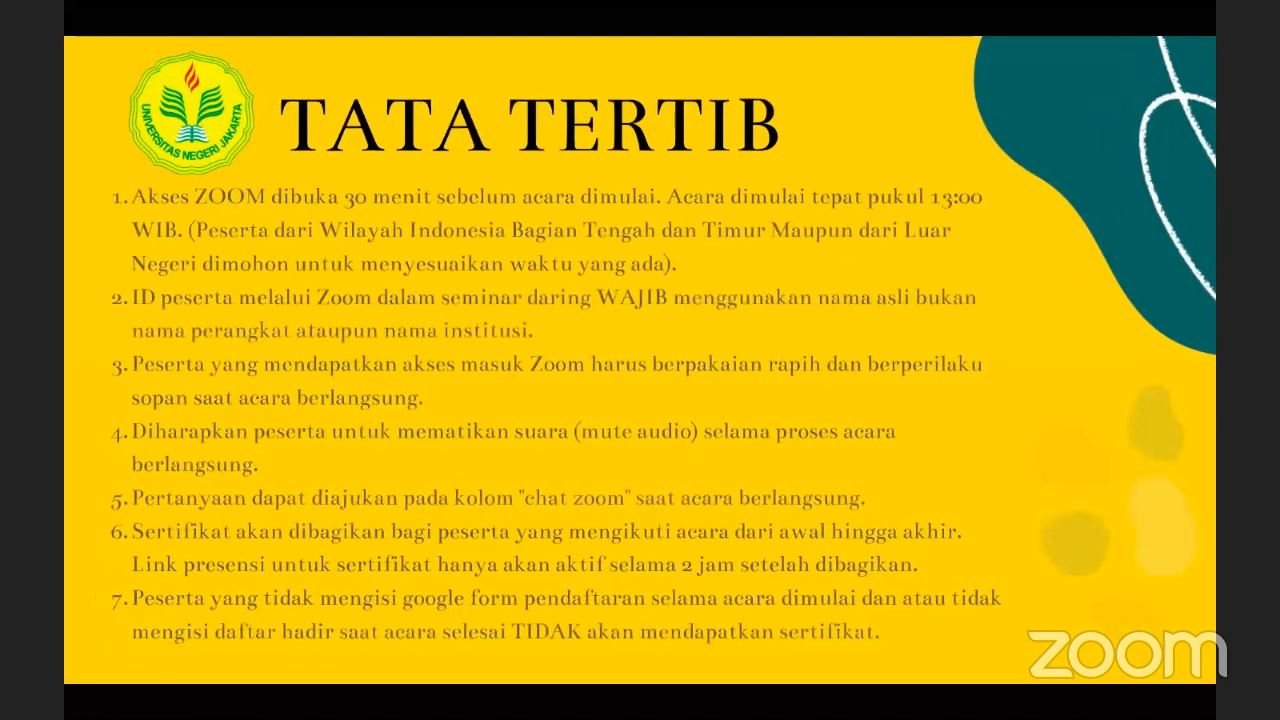 UNIVERSITAS NEGERI JAKARTA
TATA TERTIB
1. Akses ZOOM dibuka 30 menit sebelum acara dimulai. Acara dimulai tepat pukul 13:00
WIB. (Peserta dari Wilayah Indonesia Bagian Tengah dan Timur Maupun dari Luar
Negeri dimohon untuk menyesuaikan waktu yang ada).
2. ID peserta melalui Zoom dalam seminar daring WAJIB menggunakan nama asli bukan
nama perangkat ataupun nama institusi.
3. Peserta yang mendapatkan akses masuk Zoom harus berpakaian rapih dan berperilaku
sopan saat acara berlangsung.
4. Diharapkan peserta untuk mematikan suara (mute audio) selama proses acara
berlangsung.
5. Pertanyaan dapat diajukan pada kolom "chat zoom" saat acara berlangsung.
6. Sertifikat akan dibagikan bagi peserta yang mengikuti acara dari awal hingga akhir.
Link presensi untuk sertifikat hanya akan aktif selama 2 jam setelah dibagikan.
7. Peserta yang tidak mengisi google form pendaftaran selama acara dimulai dan atau tidak
mengisi daftar hadir saat acara selesai TIDAK akan mendapatkan sertifikat.
zoom